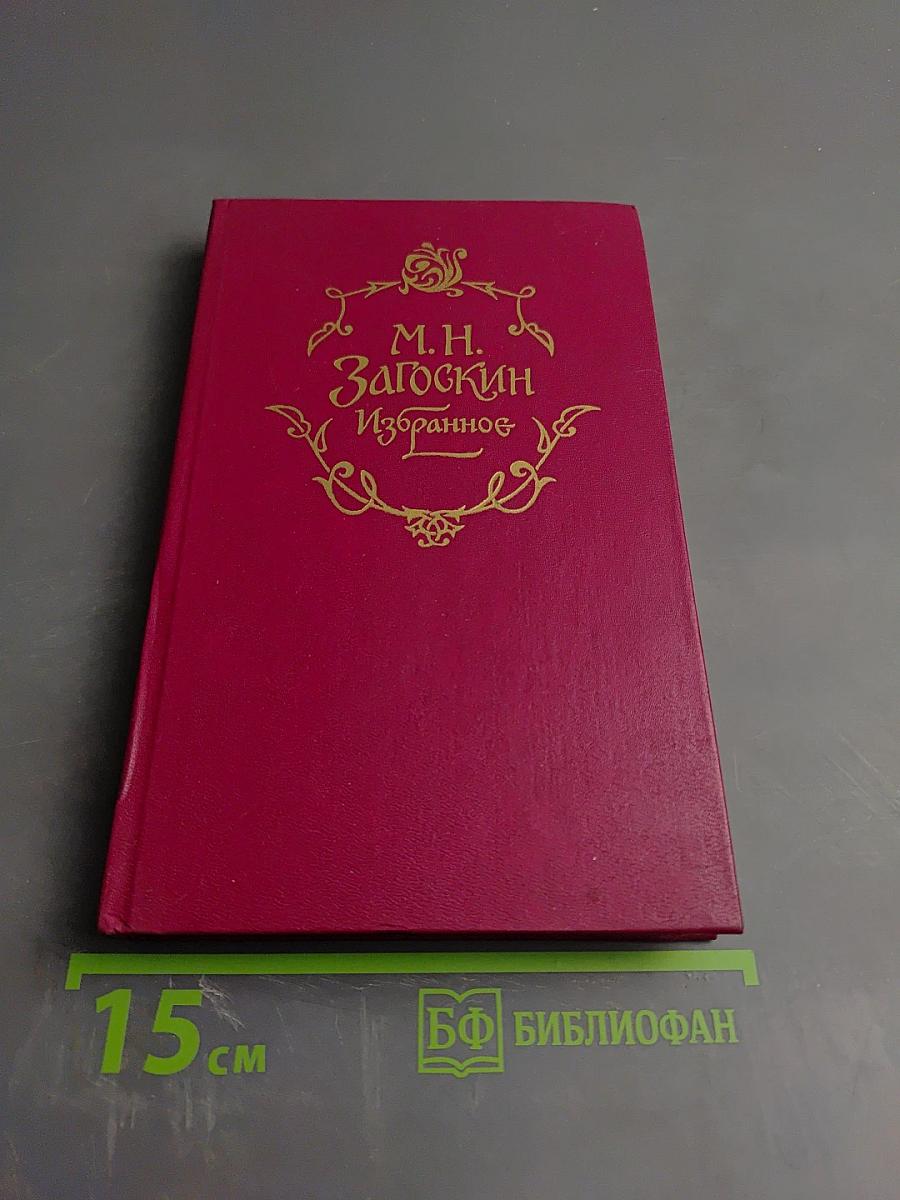 М. Н.
Загоскин
Избранное
15 см
БФ БИБЛИОФАН